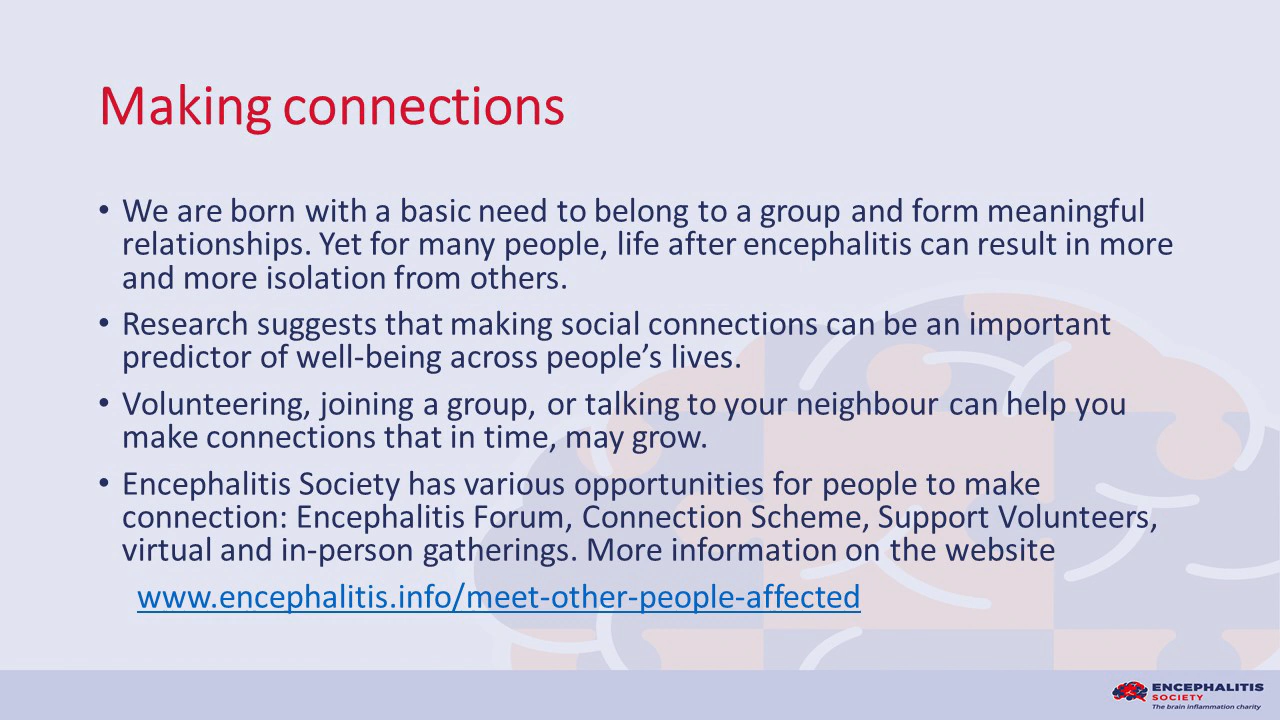 Making connections
• We are born with a basic need to belong to a group and form meaningful
relationships. Yet for many people, life after encephalitis can result in more
and more isolation from others.
• Research suggests that making social connections can be an important
predictor of well-being across people’s lives.
• Volunteering, joining a group, or talking to your neighbour can help you
make connections that in time, may grow.
• Encephalitis Society has various opportunities for people to make
connection: Encephalitis Forum, Connection Scheme, Support Volunteers,
virtual and in-person gatherings. More information on the website
www.encephalitis.info/meet-other-people-affected
ENCEPHALITIS
SOCIETY
The brain inflammation charity